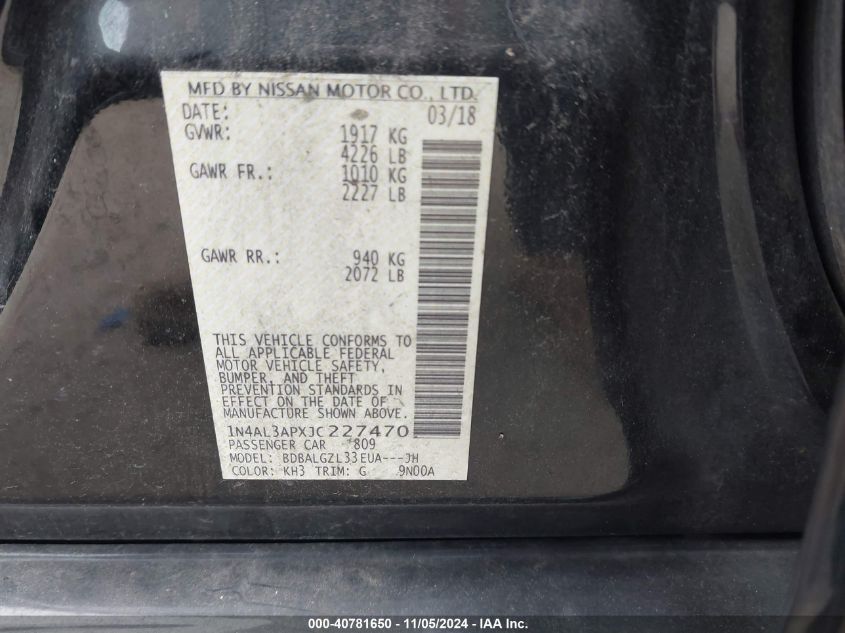 MFD BY NISSAN MOTOR CO., LTD.
DATE: 03/18
GVWR: 1917 KG
4226 LB
GAWR FR.: 1010 KG
2227 LB
GAWR RR.: 940 KG
2072 LB
THIS VEHICLE CONFORMS TO
ALL APPLICABLE FEDERAL
MOTOR VEHICLE SAFETY,
BUMPER, AND THEFT
PREVENTION STANDARDS IN
EFFECT ON THE DATE OF
MANUFACTURE SHOWN ABOVE.
1N4AL3APXJC227470
PASSENGER CAR 809
MODEL: BDBALGZL33EUA---JH
COLOR: KH3 TRIM: G 9N00A
000-40781650 - 11/05/2024 - IAA Inc.